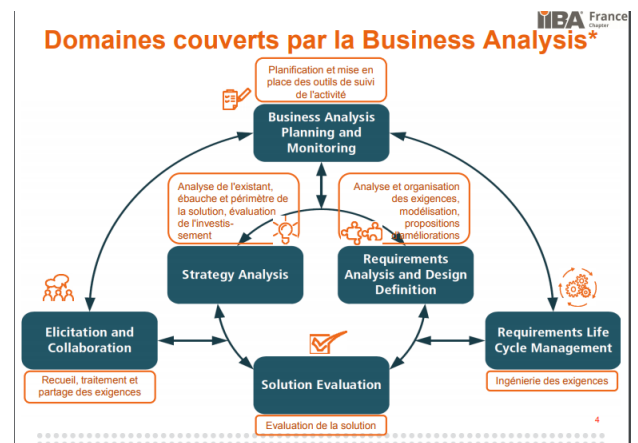 iiBA France
Chapter
Domaines couverts par la Business Analysis*
Planification et mise en
place des outils de suivi
de l'activité
Business Analysis
Planning and
Monitoring
Analyse de l'existant,
ébauche et périmètre de
la solution, évaluation
de l'investis-
sement
Analyse et organisation
des exigences,
modélisation,
propositions
d'améliorations
Strategy Analysis
Requirements
Analysis and Design
Definition
Elicitation and
Collaboration
Recueil, traitement et
partage des exigences
Requirements Life
Cycle Management
Ingénierie des exigences
Solution Evaluation
Evaluation de la solution
4